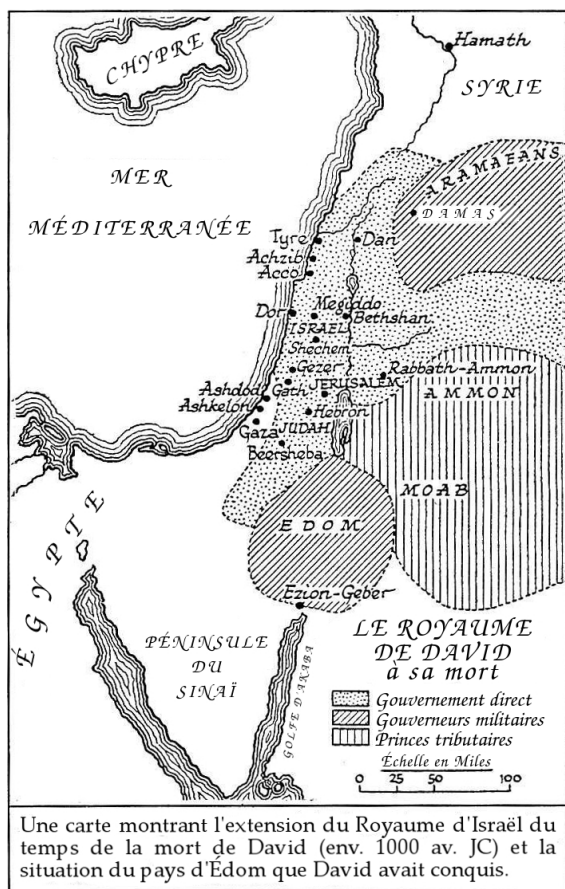 Hamath
CHYPRE
SYRIE
MER
MÉDITERRANÉE
ARAMAEANS
DAMAS
Tyre
Dan
Achzib
Acco
Dor
Megiddo
Bethshan
ISRAEL
Shechem
Gezer
Rabbath-Ammon
Ashdod
Gath
JERUSALEM
AMMON
Ashkelon
Hebron
Gaza
JUDAH
Beersheba
MOAB
EDOM
ÉGYPTE
Ezion-Geber
PÉNINSULE
DU
SINAÏ
GOLFE D'AKABA
LE ROYAUME
DE DAVID
à sa mort
Gouvernement direct
Gouverneurs militaires
Princes tributaires
Échelle en Miles
0 25 50 100
Une carte montrant l'extension du Royaume d'Israël du
temps de la mort de David (env. 1000 av. JC) et la
situation du pays d'Édom que David avait conquis.